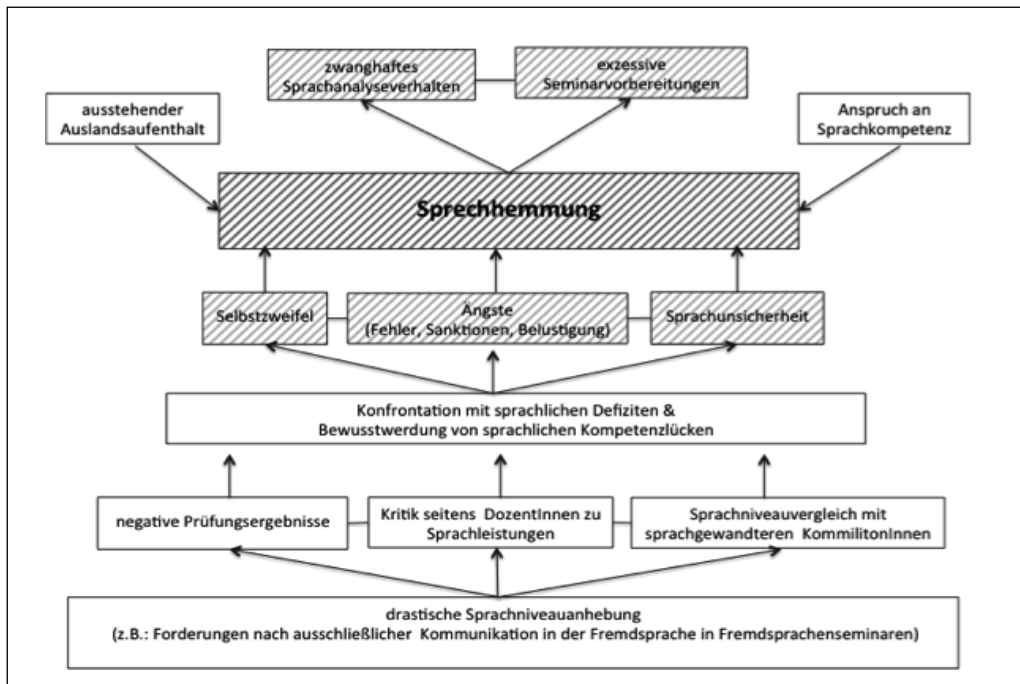 zwanghaftes
Sprachanalyseverhalten
exzessive
Seminarvorbereitungen
ausstehender
Auslandsaufenthalt
Anspruch an
Sprachkompetenz
Sprechhemmung
Selbstzweifel
Ängste
(Fehler, Sanktionen, Belustigung)
Sprachunsicherheit
Konfrontation mit sprachlichen Defiziten &
Bewusstwerdung von sprachlichen Kompetenzlücken
negative Prüfungsergebnisse
Kritik seitens DozentInnen zu
Sprachleistungen
Sprachniveauvergleich mit
sprachgewandteren KommilitonInnen
drastische Sprachniveauanhebung
(z.B.: Forderungen nach ausschließlicher Kommunikation in der Fremdsprache in Fremdsprachenseminaren)